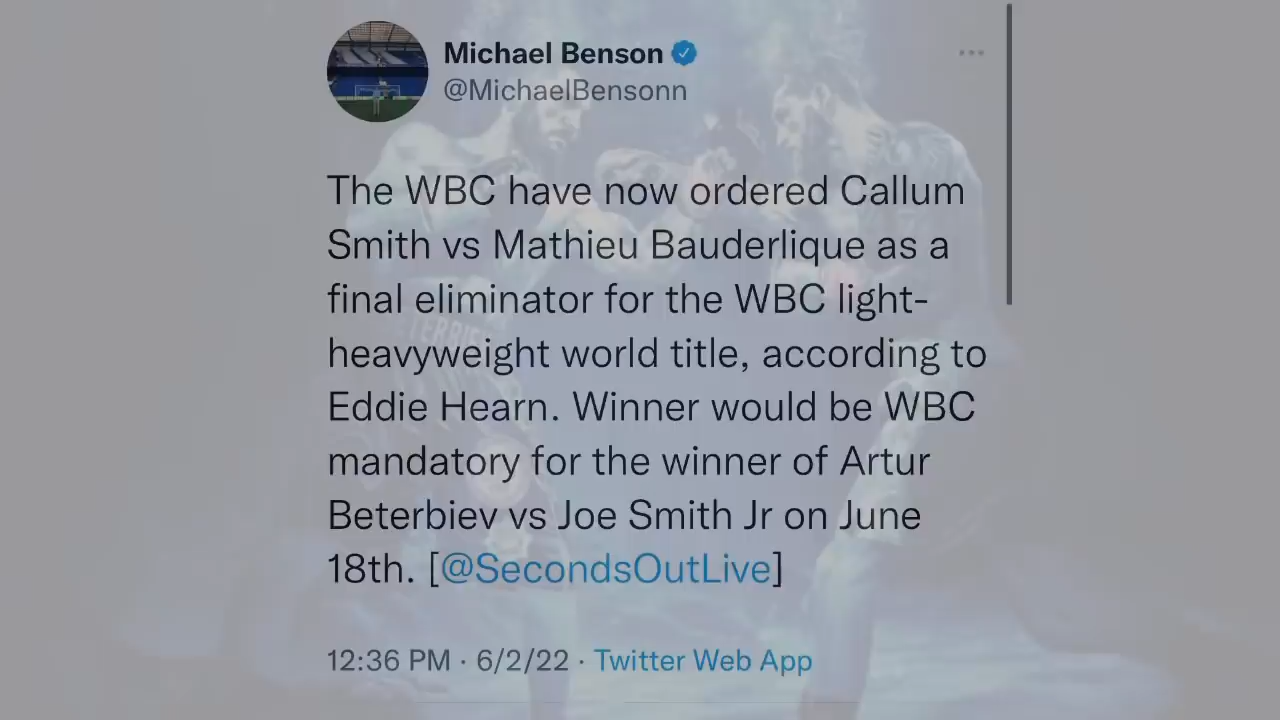 Michael Benson
@MichaelBensonn
The WBC have now ordered Callum
Smith vs Mathieu Bauderlique as a
final eliminator for the WBC light-
heavyweight world title, according to
Eddie Hearn. Winner would be WBC
mandatory for the winner of Artur
Beterbiev vs Joe Smith Jr on June
18th. [@SecondsOutLive]
12:36 PM · 6/2/22 · Twitter Web App